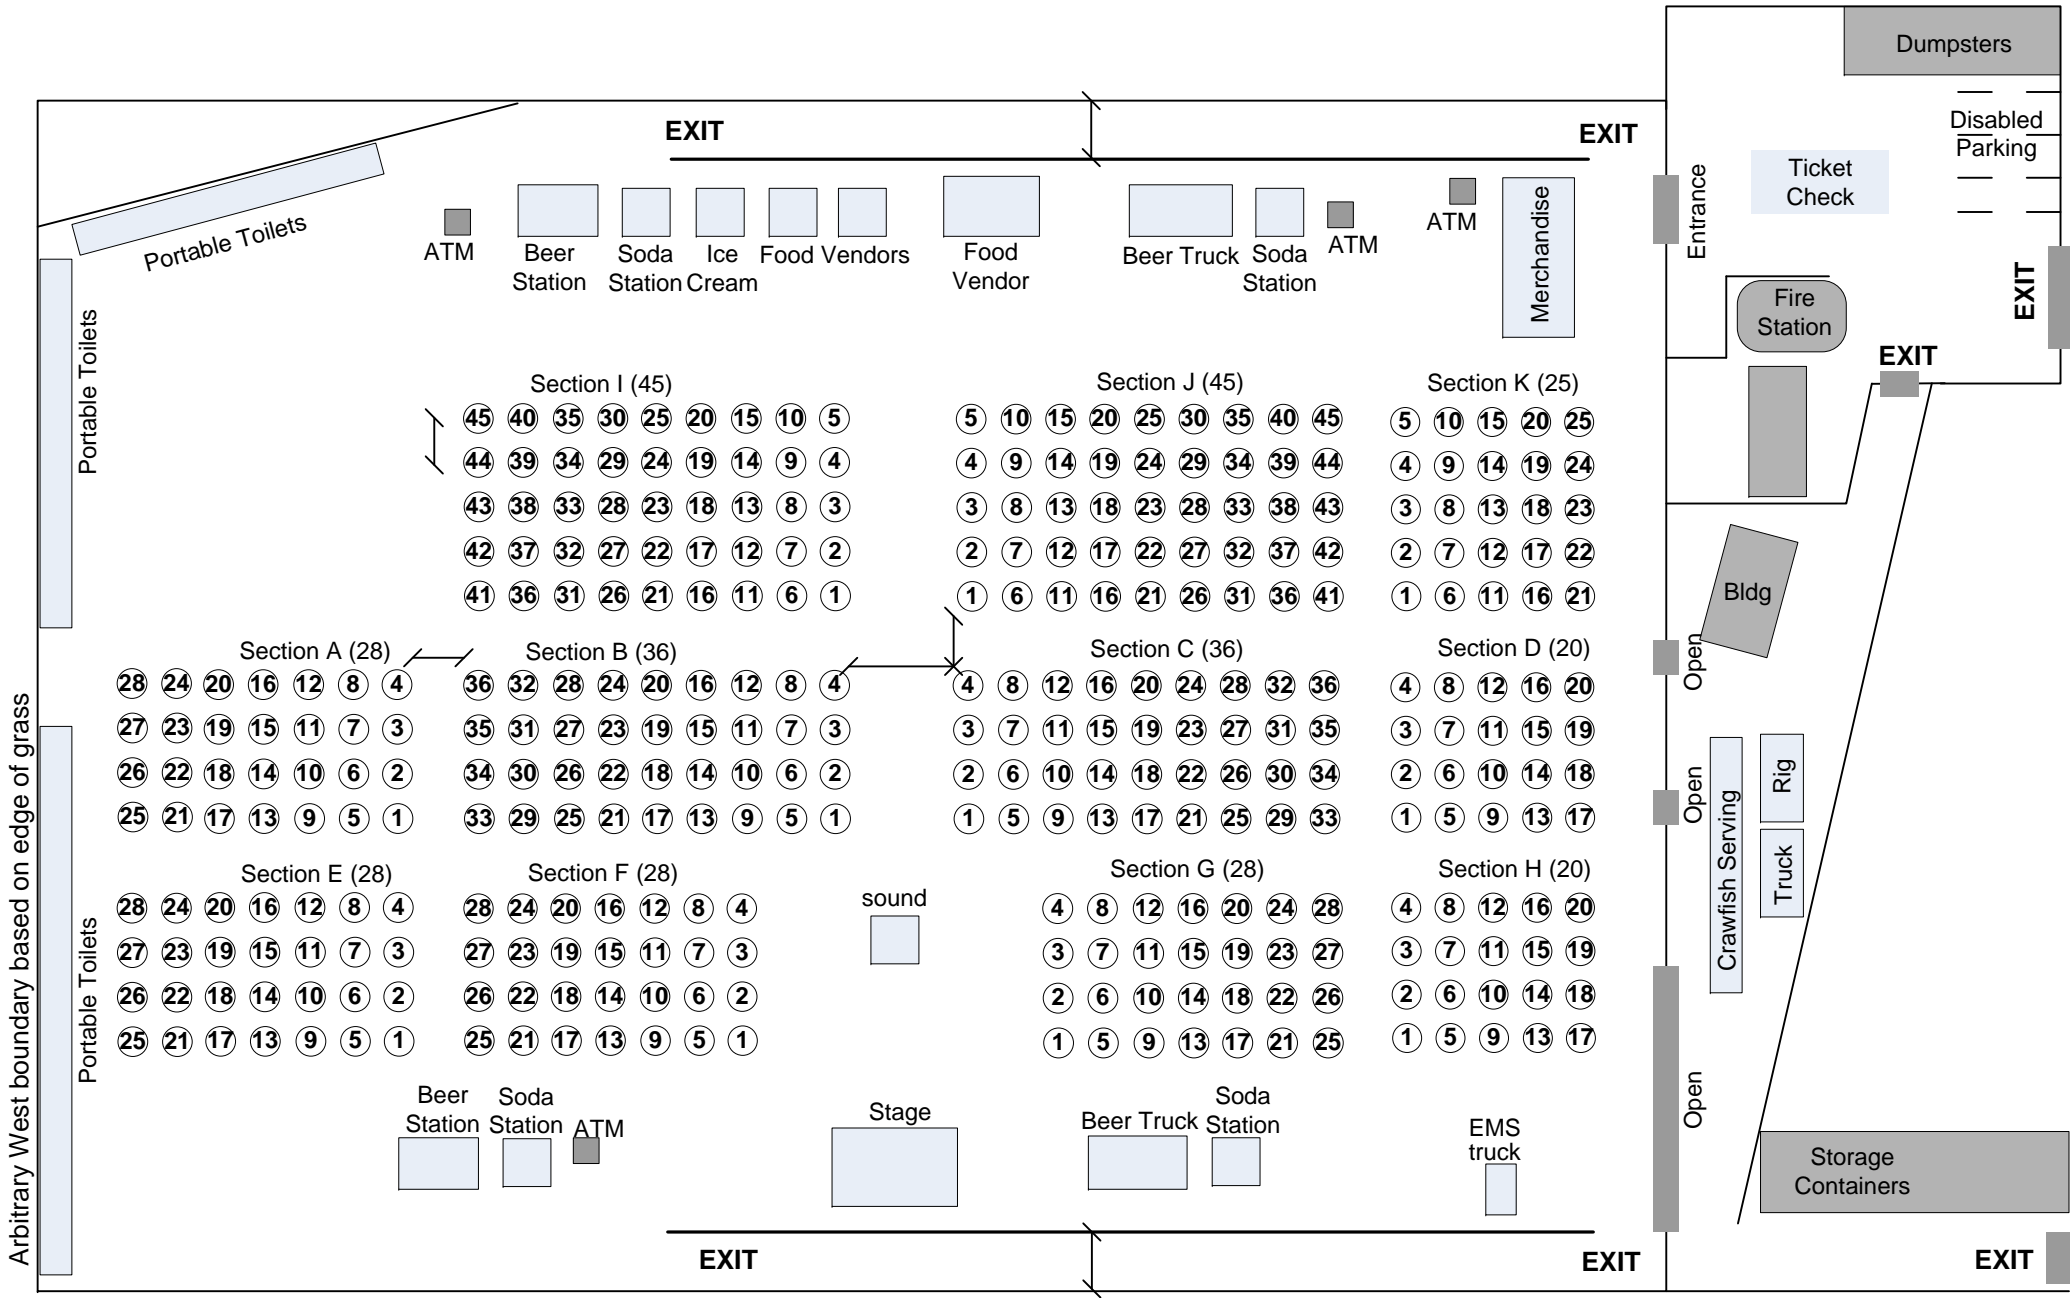 Dumpsters
Disabled
Parking
EXIT
EXIT
Ticket
Check
Entrance
Portable Toilets
ATM
Beer
Station
Soda
Station
Ice
Cream
Food Vendors
Food
Vendor
Beer Truck
Soda
Station
ATM
ATM
Merchandise
EXIT
Fire
Station
EXIT
Portable Toilets
Section I (45)
45 40 35 30 25 20 15 10 5
44 39 34 29 24 19 14 9 4
43 38 33 28 23 18 13 8 3
42 37 32 27 22 17 12 7 2
41 36 31 26 21 16 11 6 1
Section J (45)
5 10 15 20 25 30 35 40 45
4 9 14 19 24 29 34 39 44
3 8 13 18 23 28 33 38 43
2 7 12 17 22 27 32 37 42
1 6 11 16 21 26 31 36 41
Section K (25)
5 10 15 20 25
4 9 14 19 24
3 8 13 18 23
2 7 12 17 22
1 6 11 16 21
Bldg
Open
Section A (28)
28 24 20 16 12 8 4
27 23 19 15 11 7 3
26 22 18 14 10 6 2
25 21 17 13 9 5 1
Section B (36)
36 32 28 24 20 16 12 8 4
35 31 27 23 19 15 11 7 3
34 30 26 22 18 14 10 6 2
33 29 25 21 17 13 9 5 1
Section C (36)
4 8 12 16 20 24 28 32 36
3 7 11 15 19 23 27 31 35
2 6 10 14 18 22 26 30 34
1 5 9 13 17 21 25 29 33
Section D (20)
4 8 12 16 20
3 7 11 15 19
2 6 10 14 18
1 5 9 13 17
Open
Crawfish Serving
Rig
Truck
Arbitrary West boundary based on edge of grass
Portable Toilets
Section E (28)
28 24 20 16 12 8 4
27 23 19 15 11 7 3
26 22 18 14 10 6 2
25 21 17 13 9 5 1
Section F (28)
28 24 20 16 12 8 4
27 23 19 15 11 7 3
26 22 18 14 10 6 2
25 21 17 13 9 5 1
sound
Section G (28)
4 8 12 16 20 24 28
3 7 11 15 19 23 27
2 6 10 14 18 22 26
1 5 9 13 17 21 25
Section H (20)
4 8 12 16 20
3 7 11 15 19
2 6 10 14 18
1 5 9 13 17
Open
Beer
Station
Soda
Station
ATM
Stage
Beer Truck
Soda
Station
EMS
truck
Storage
Containers
EXIT
EXIT
EXIT